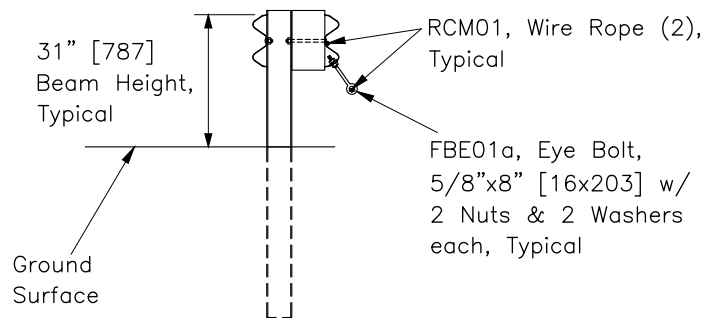 31" [787]
Beam Height,
Typical
RCM01, Wire Rope (2),
Typical
FBE01a, Eye Bolt,
5/8"x8" [16x203] w/
2 Nuts & 2 Washers
each, Typical
Ground
Surface